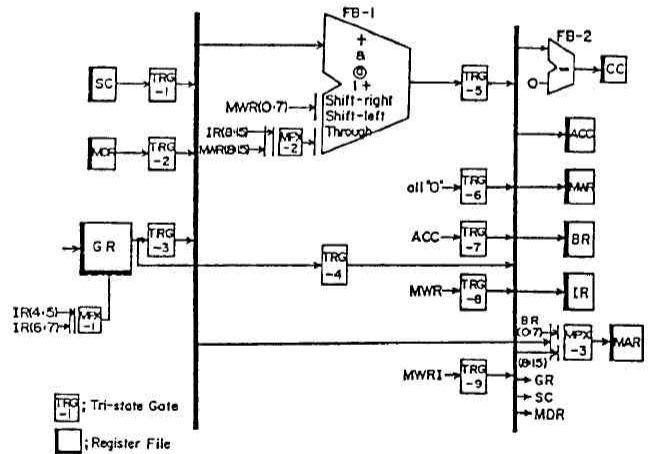 FB-1
FB-2
+
&
⊙
1+
Shift-right
Shift-left
Through
SC
TRG
-1
MDR
TRG
-2
GR
TRG
-3
TRG
-4
TRG
-5
O
−
CC
ACC
MWR(0·7)
IR(8·15)
MWR(8·15)
MPX
-2
all "0"
TRG
-6
MWR
ACC
TRG
-7
BR
MWR
TRG
-8
IR
IR(4·5)
IR(6·7)
MPX
-1
BR
(0·7)
(8·15)
MPX
-3
MAR
MWRI
TRG
-9
GR
SC
MDR
TRG
-1
; Tri-state Gate
; Register File